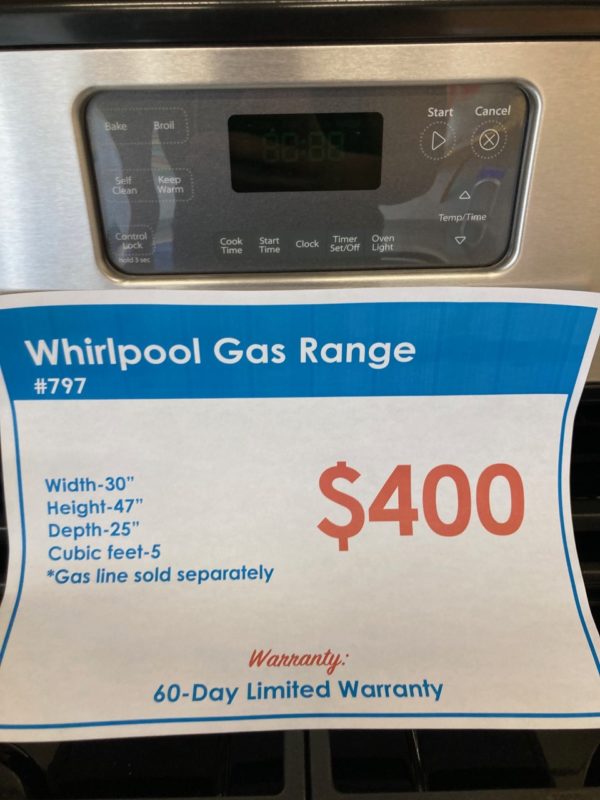 Start Cancel
Bake Broil
Self Clean Keep Warm
Temp/Time
Control Lock
hold 3 sec
Cook Time Start Time Clock Timer Set/Off Oven Light
Whirlpool Gas Range
#797
Width-30”
Height-47”
Depth-25”
Cubic feet-5
*Gas line sold separately
$400
Warranty:
60-Day Limited Warranty